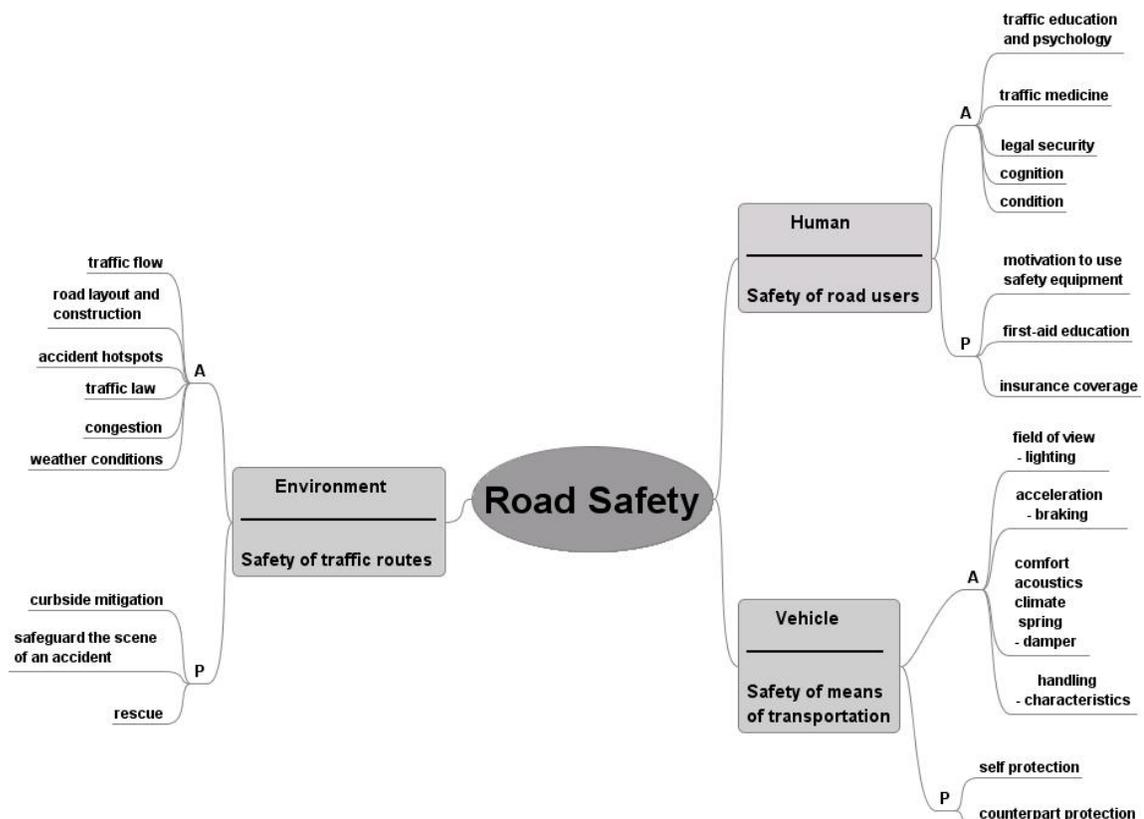 traffic education
and psychology
traffic medicine
A
legal security
cognition
condition
Human
Safety of road users
motivation to use
safety equipment
first-aid education
P
insurance coverage
traffic flow
road layout and
construction
accident hotspots
A
traffic law
congestion
weather conditions
Environment
Safety of traffic routes
curbside mitigation
safeguard the scene
of an accident
P
rescue
Road Safety
field of view
- lighting
acceleration
- braking
A
comfort
acoustics
climate
spring
- damper
handling
- characteristics
Vehicle
Safety of means
of transportation
self protection
P
counterpart protection